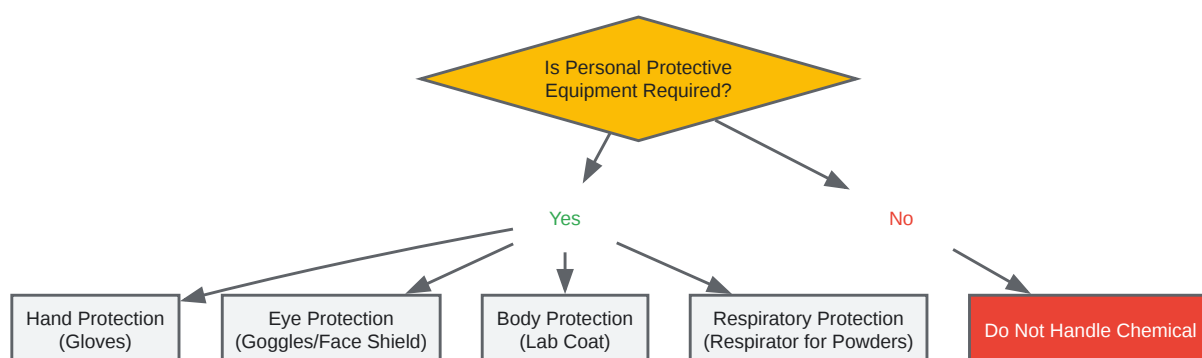 Is Personal Protective
Equipment Required?
Yes
No
Hand Protection
(Gloves)
Eye Protection
(Goggles/Face Shield)
Body Protection
(Lab Coat)
Respiratory Protection
(Respirator for Powders)
Do Not Handle Chemical